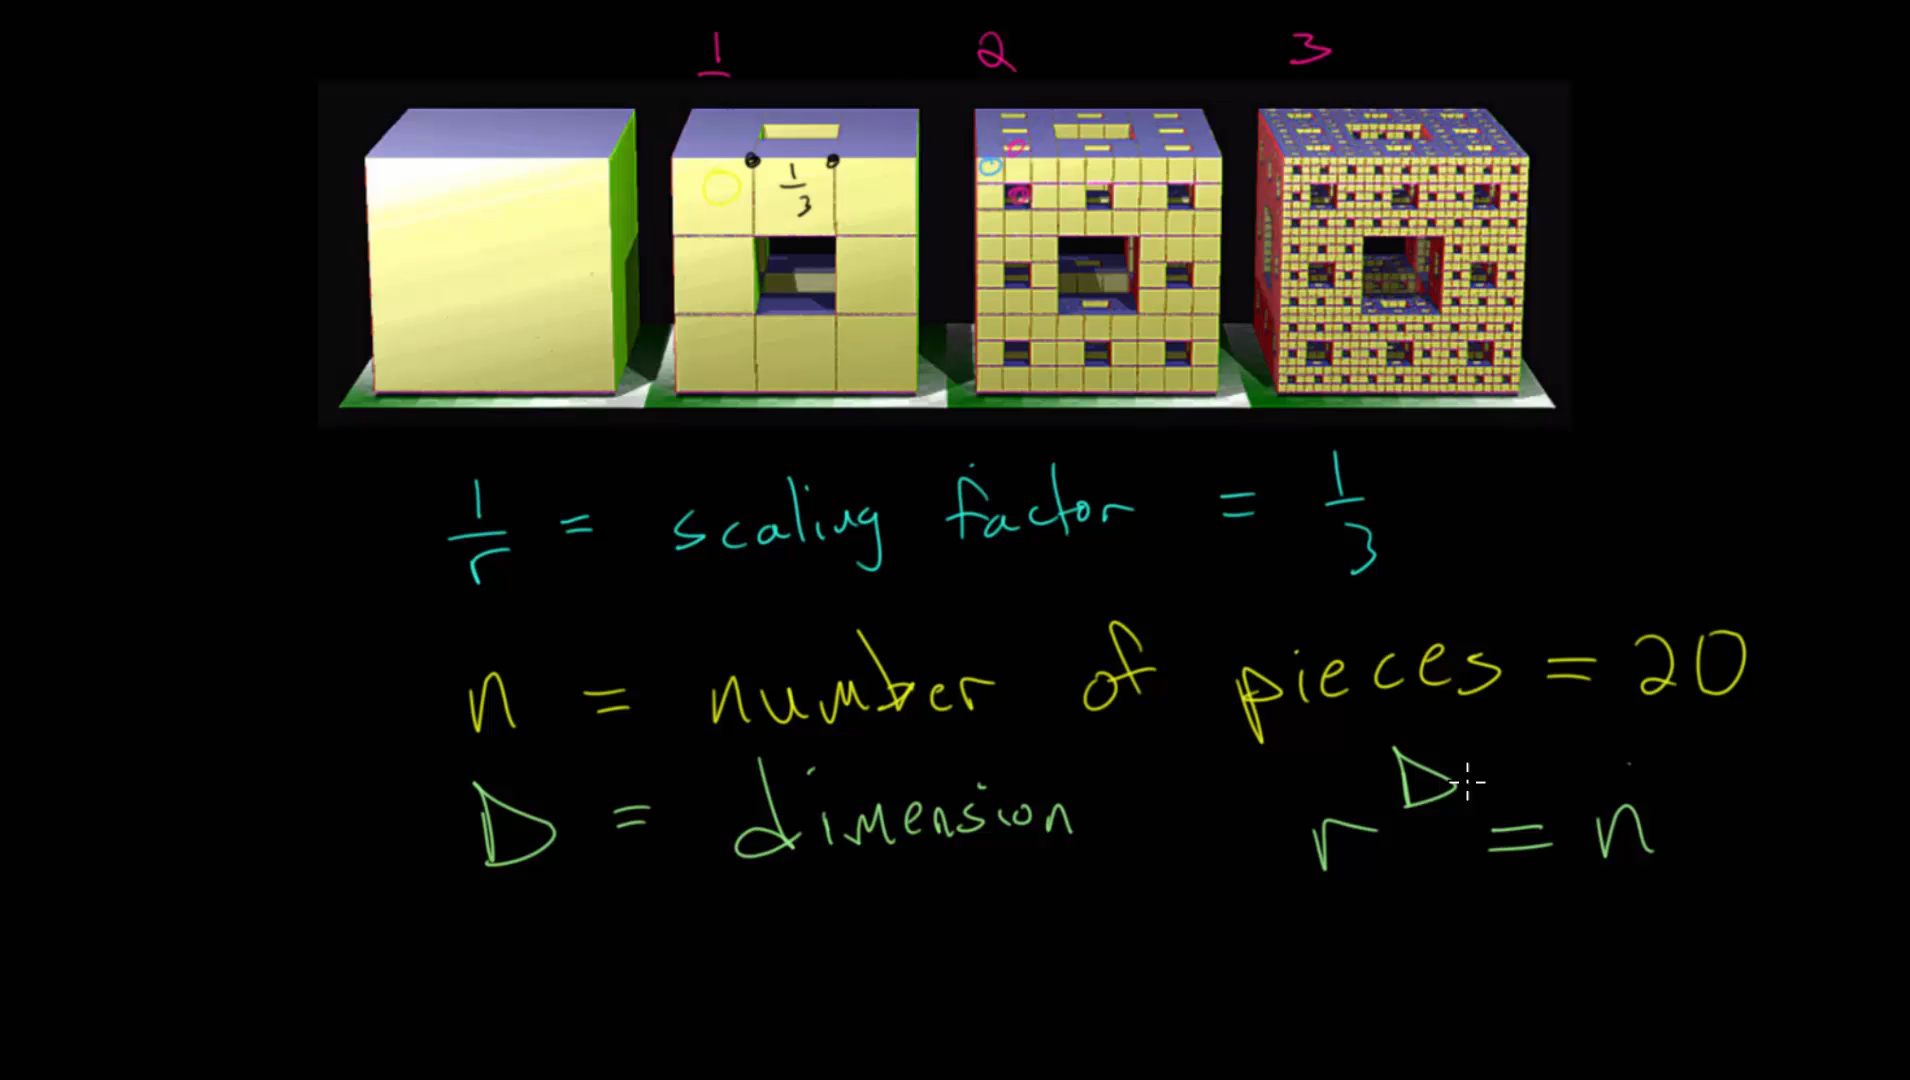 1 2 3
1/3
1/r = scaling factor = 1/3
n = number of pieces = 20
D = dimension r^D = n